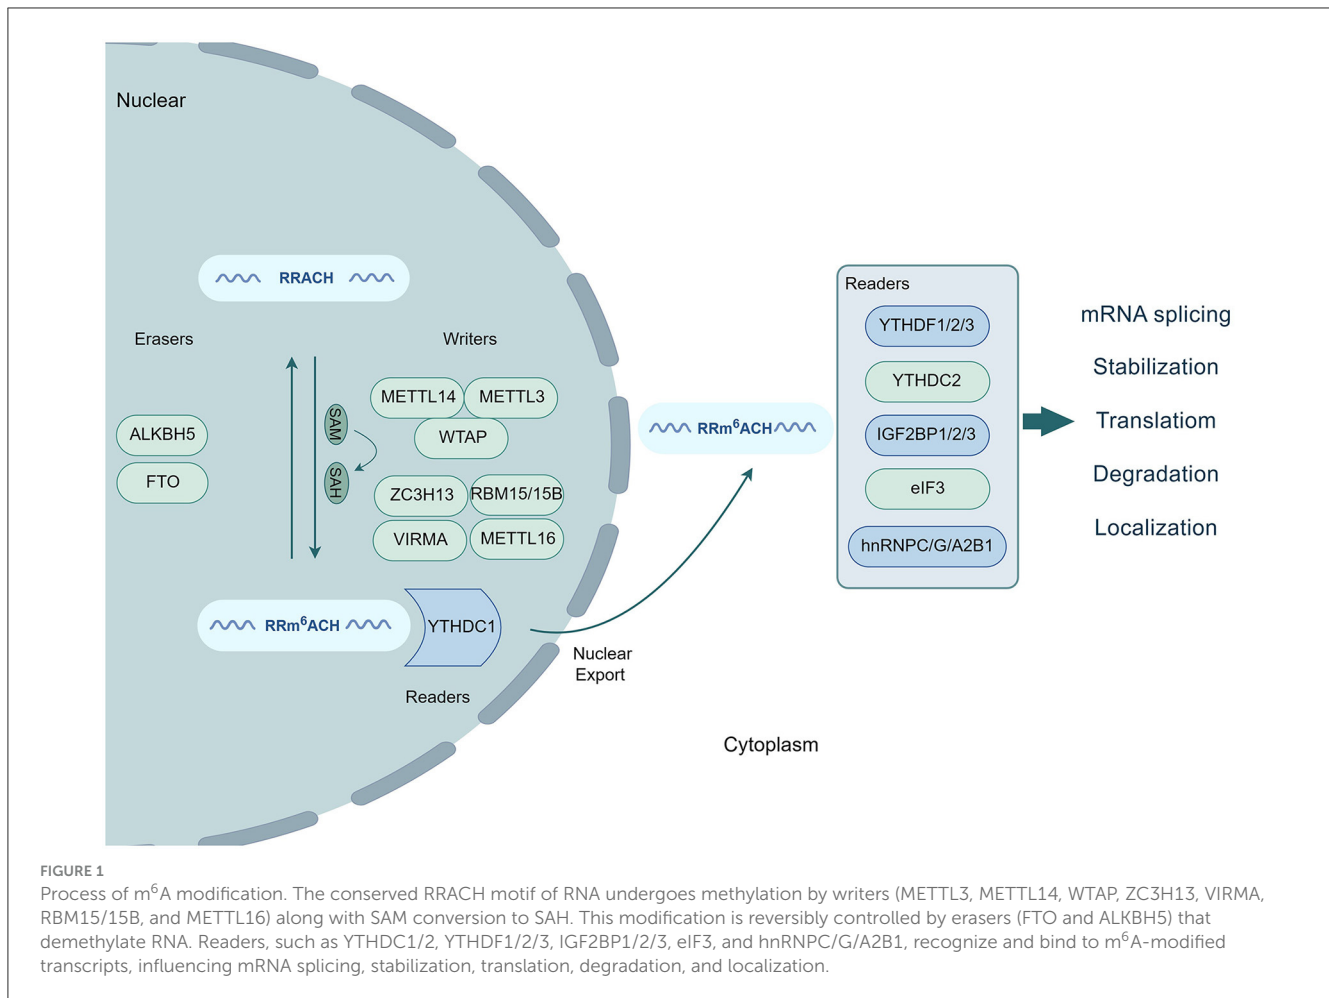 Nuclear
RRACH
Erasers
Writers
ALKBH5
FTO
SAM
SAH
METTL14
METTL3
WTAP
ZC3H13
RBM15/15B
VIRMA
METTL16
RRm⁶ACH
YTHDC1
Readers
Nuclear
Export
Cytoplasm
RRm⁶ACH
Readers
YTHDF1/2/3
YTHDC2
IGF2BP1/2/3
eIF3
hnRNPC/G/A2B1
mRNA splicing
Stabilization
Translatiom
Degradation
Localization
FIGURE 1
Process of m⁶A modification. The conserved RRACH motif of RNA undergoes methylation by writers (METTL3, METTL14, WTAP, ZC3H13, VIRMA,
RBM15/15B, and METTL16) along with SAM conversion to SAH. This modification is reversibly controlled by erasers (FTO and ALKBH5) that
demethylate RNA. Readers, such as YTHDC1/2, YTHDF1/2/3, IGF2BP1/2/3, eIF3, and hnRNPC/G/A2B1, recognize and bind to m⁶A-modified
transcripts, influencing mRNA splicing, stabilization, translation, degradation, and localization.